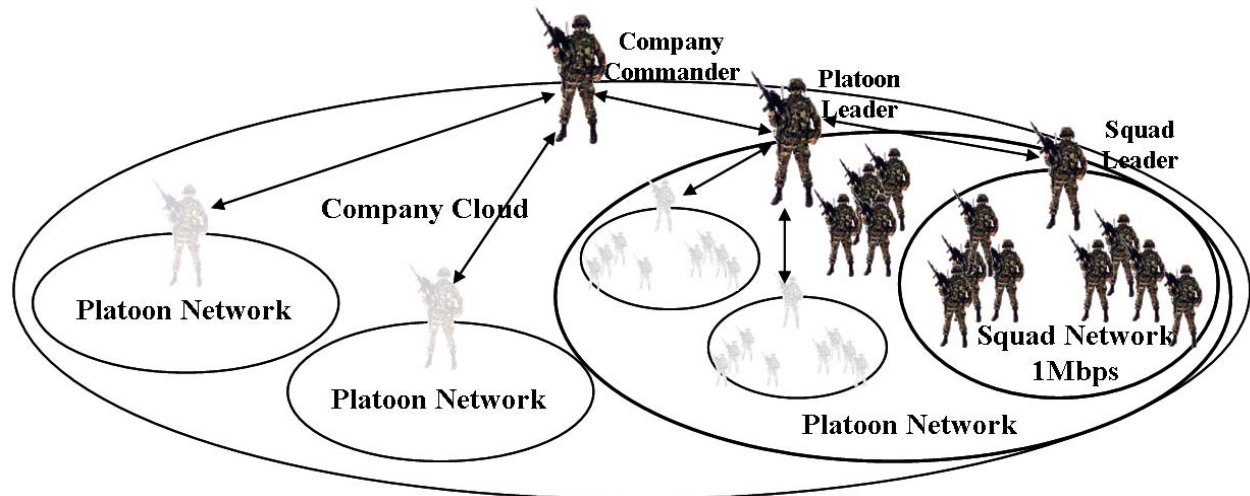 Company
Commander
Platoon
Leader
Squad
Leader
Company Cloud
Platoon Network
Platoon Network
Squad Network
1Mbps
Platoon Network